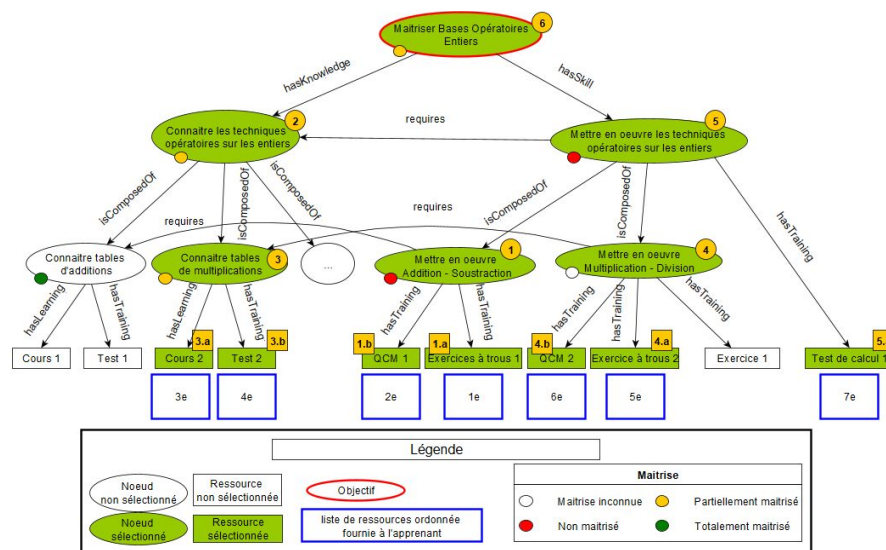 6
Maitriser Bases Opératoires
Entiers
hasKnowledge
hasSkill
2
Connaitre les techniques
opératoires sur les entiers
requires
5
Mettre en oeuvre les techniques
opératoires sur les entiers
isComposedOf
isComposedOf
isComposedOf
requires
requires
isComposedOf
isComposedOf
hasTraining
Connaitre tables
d'additions
Connaitre tables
de multiplications
3
...
1
Mettre en oeuvre
Addition - Soustraction
4
Mettre en oeuvre
Multiplication - Division
hasLearning
hasTraining
hasLearning
hasTraining
hasTraining
hasTraining
hasTraining
hasTraining
hasTraining
3.a
3.b
1.b
1.a
4.b
4.a
5.
Cours 1
Test 1
Cours 2
Test 2
QCM 1
Exercices à trous 1
QCM 2
Exercice à trous 2
Exercice 1
Test de calcul 1
3e
4e
2e
1e
6e
5e
7e
Légende
Noeud
non sélectionné
Ressource
non sélectionnée
Objectif
Maitrise
Maitrise inconnue
Partiellement maitrisé
Non maitrisé
Totalement maitrisé
Noeud
sélectionné
Ressource
sélectionnée
liste de ressources ordonnée
fournie à l'apprenant